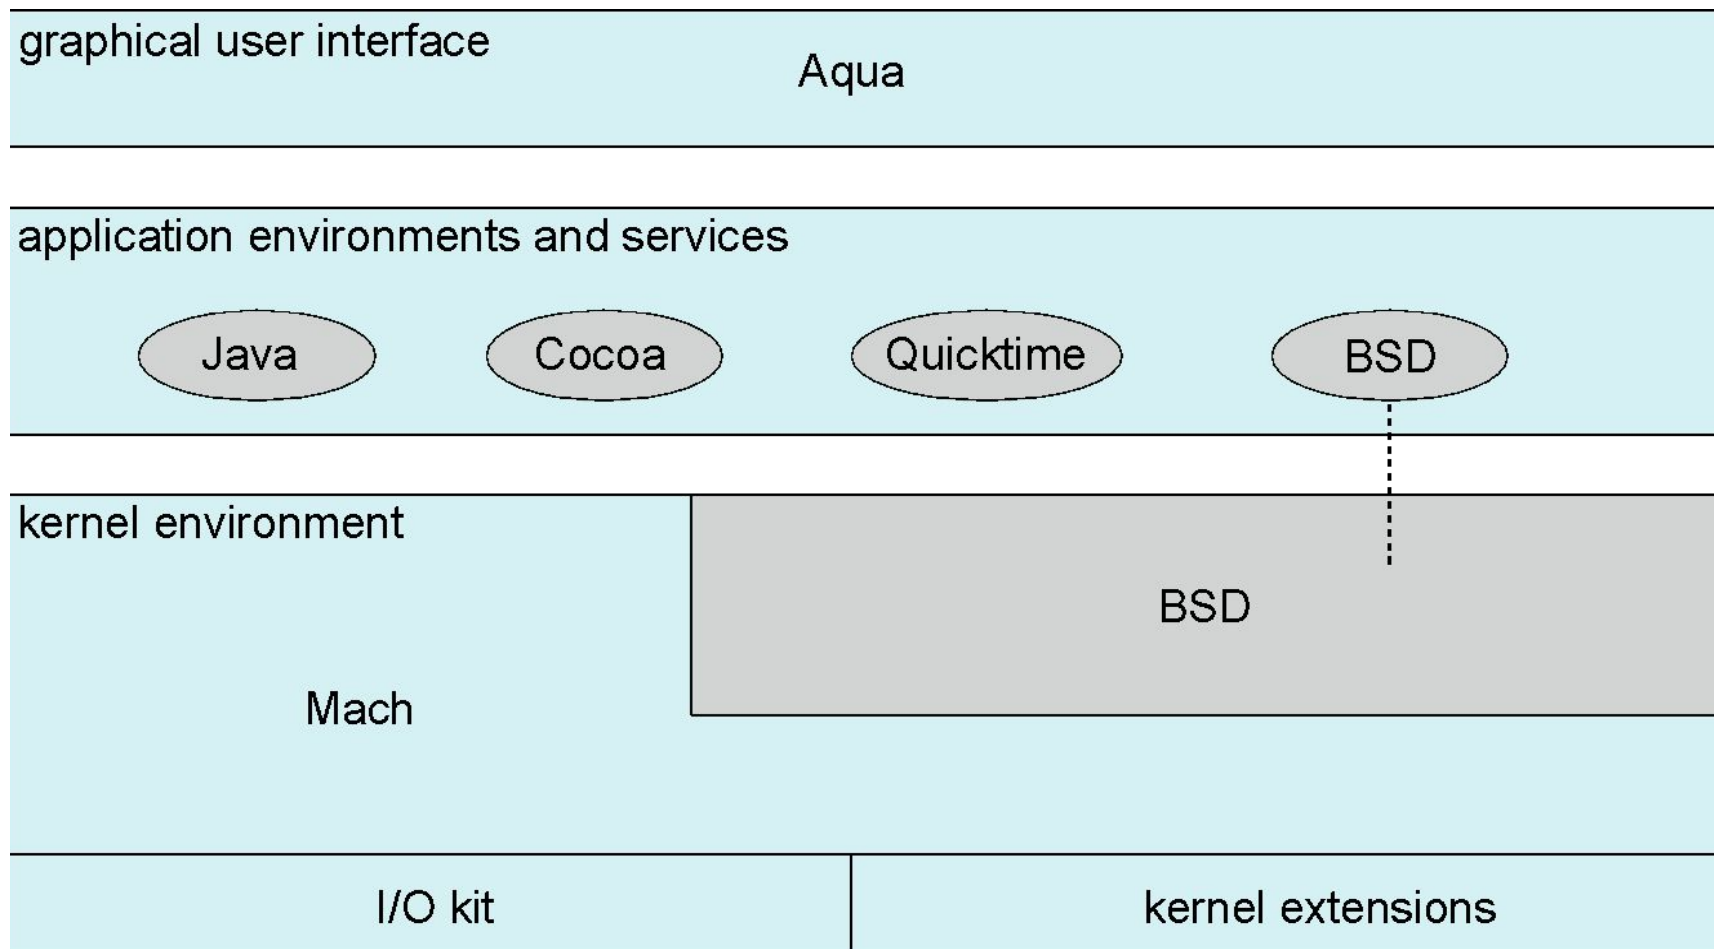 graphical user interface
Aqua
application environments and services
Java Cocoa Quicktime BSD
kernel environment
BSD
Mach
I/O kit kernel extensions